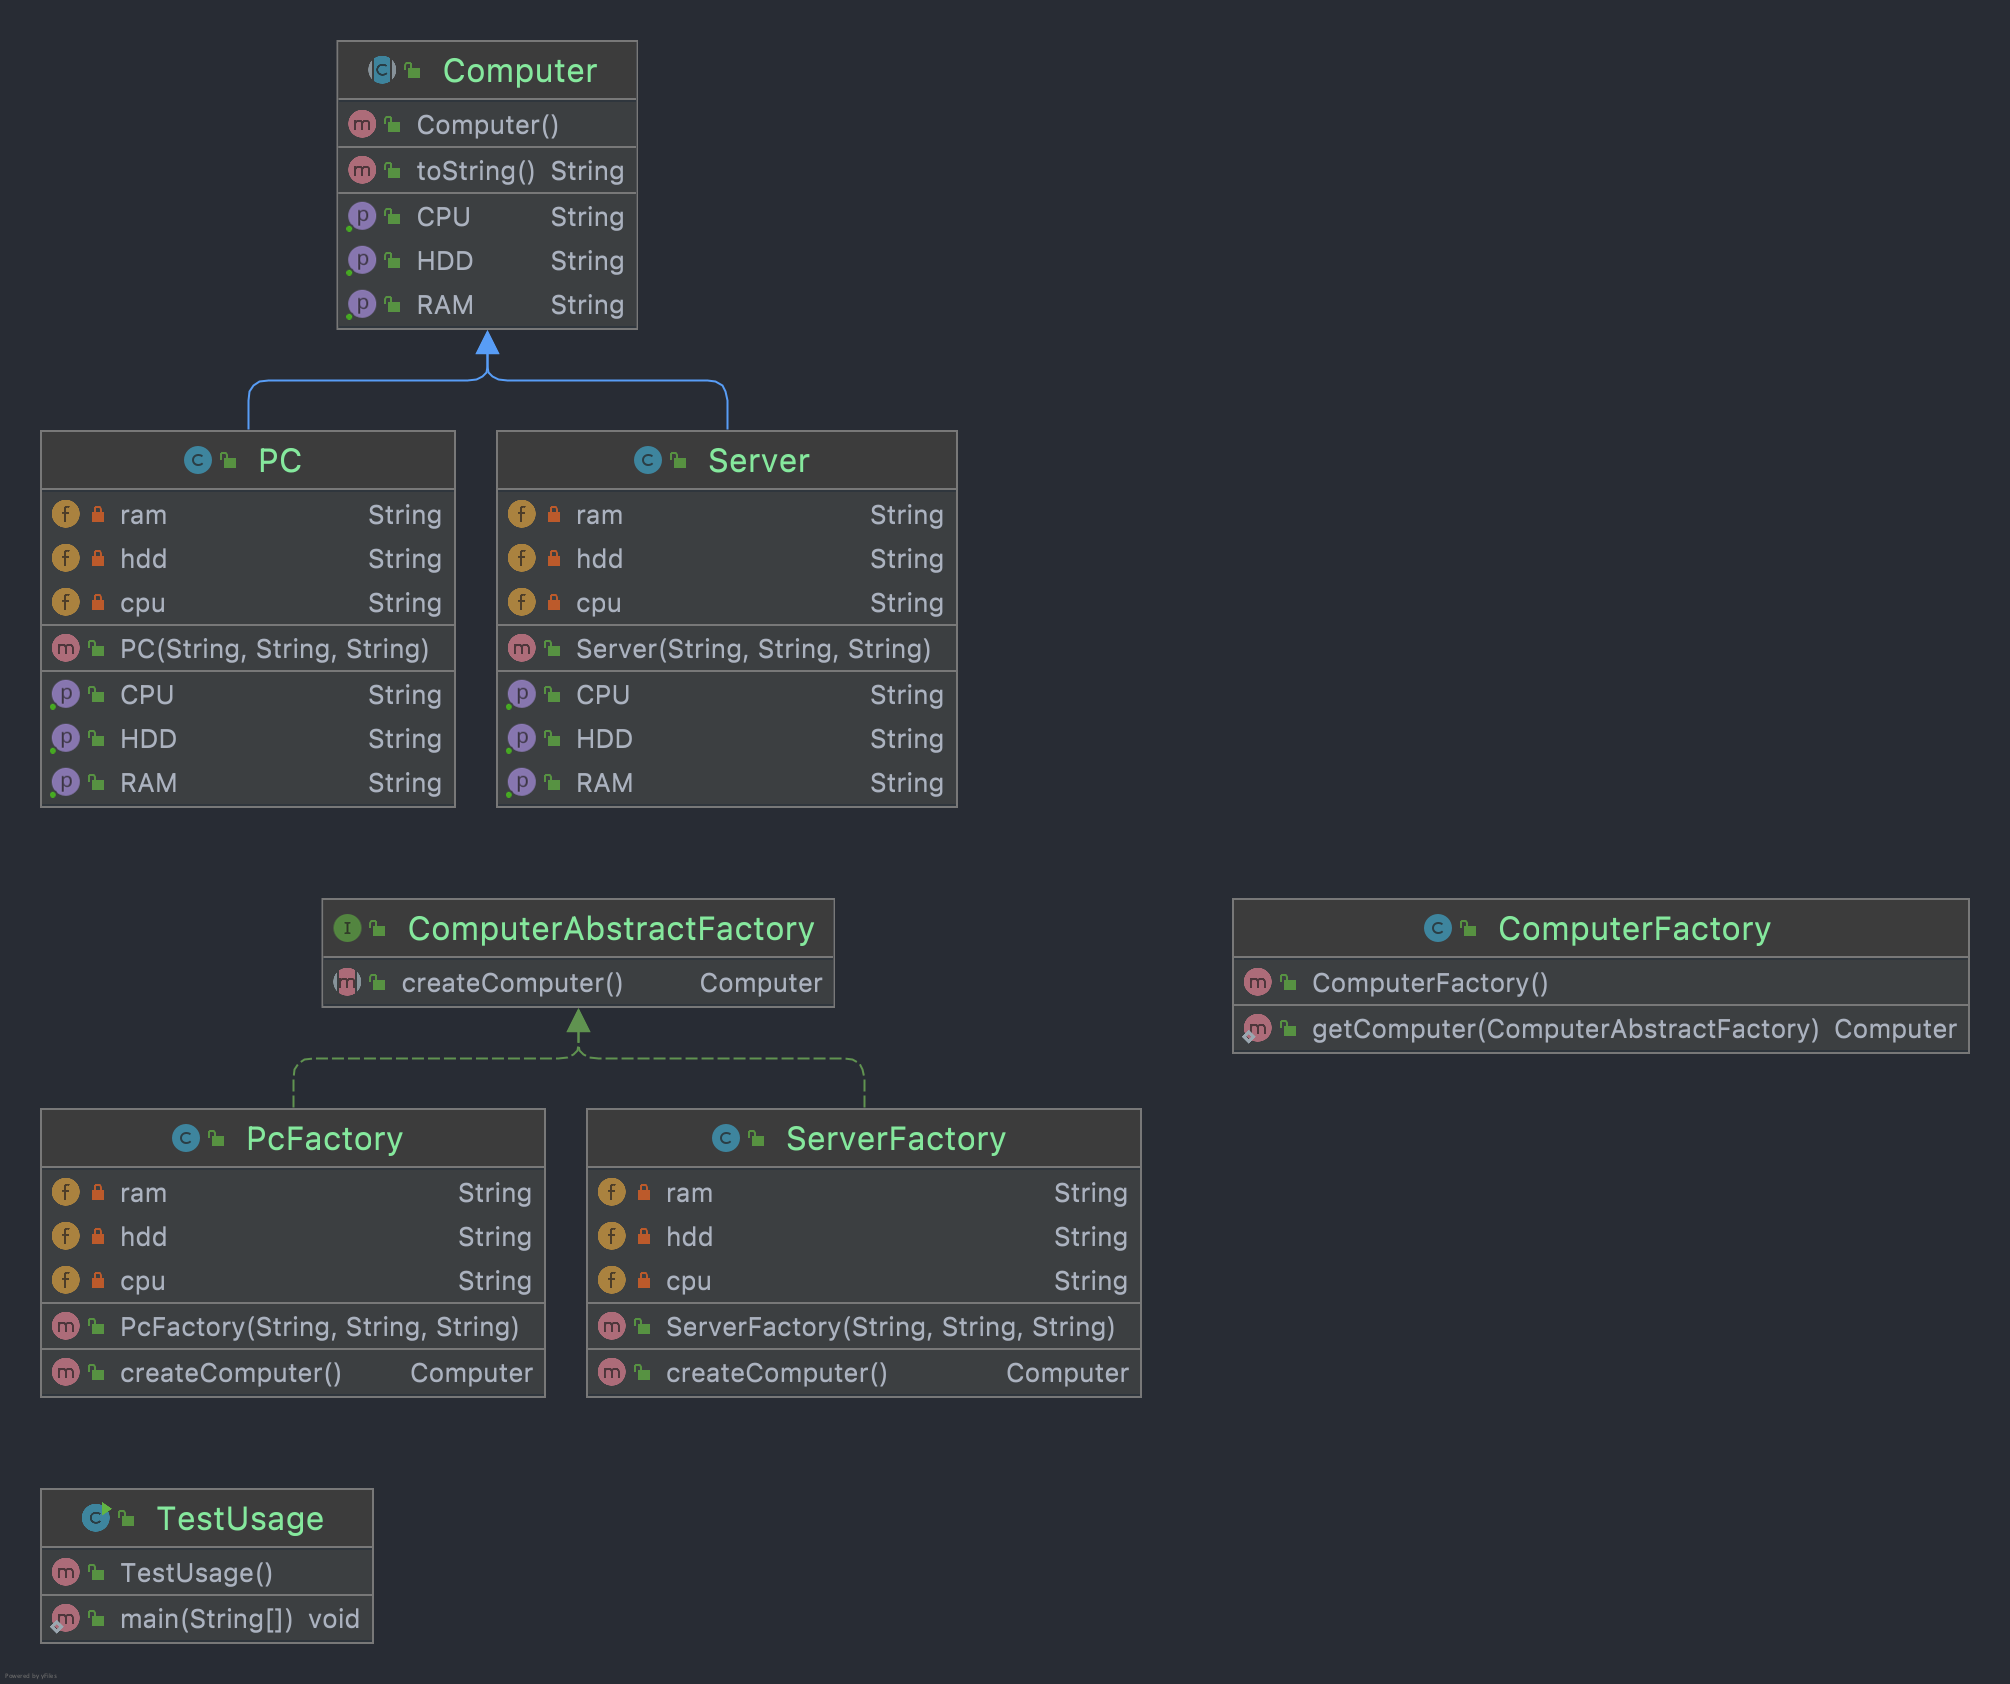 Computer
Computer()
toString() String
CPU String
HDD String
RAM String
PC
ram String
hdd String
cpu String
PC(String, String, String)
CPU String
HDD String
RAM String
Server
ram String
hdd String
cpu String
Server(String, String, String)
CPU String
HDD String
RAM String
ComputerAbstractFactory
createComputer() Computer
ComputerFactory
ComputerFactory()
getComputer(ComputerAbstractFactory) Computer
PcFactory
ram String
hdd String
cpu String
PcFactory(String, String, String)
createComputer() Computer
ServerFactory
ram String
hdd String
cpu String
ServerFactory(String, String, String)
createComputer() Computer
TestUsage
TestUsage()
main(String[]) void
Powered by yFiles